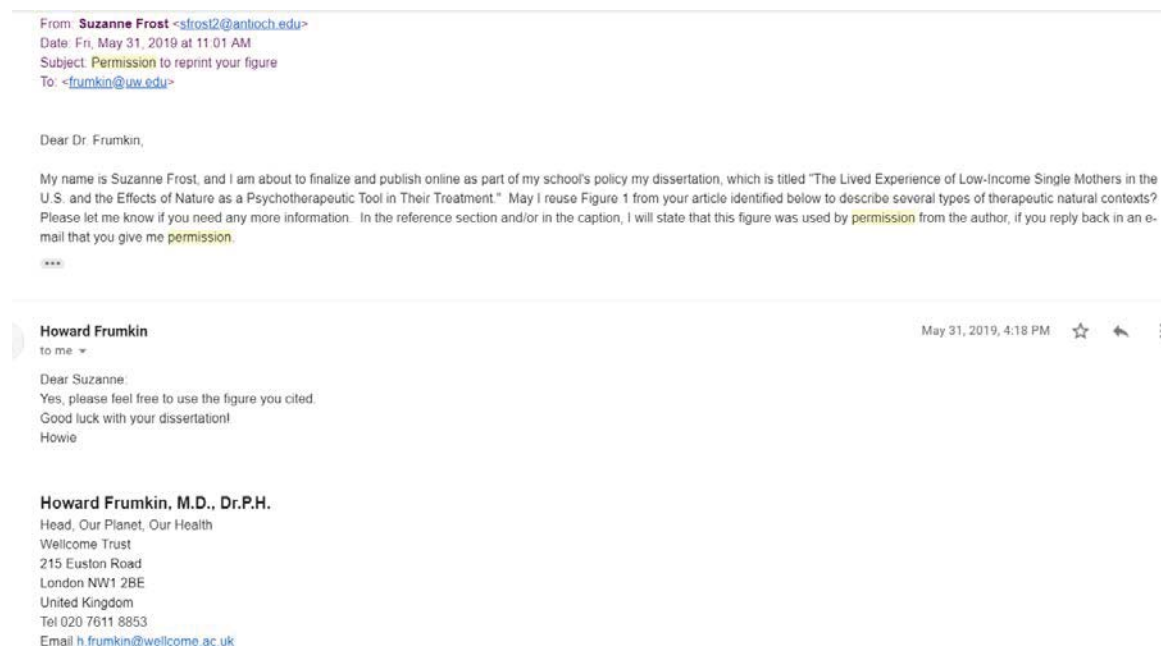 From: Suzanne Frost <sfrost2@antioch.edu>
Date: Fri, May 31, 2019 at 11:01 AM
Subject: Permission to reprint your figure
To: <frumkin@uw.edu>
Dear Dr. Frumkin,
My name is Suzanne Frost, and I am about to finalize and publish online as part of my school's policy my dissertation, which is titled "The Lived Experience of Low-Income Single Mothers in the
U.S. and the Effects of Nature as a Psychotherapeutic Tool in Their Treatment." May I reuse Figure 1 from your article identified below to describe several types of therapeutic natural contexts?
Please let me know if you need any more information. In the reference section and/or in the caption, I will state that this figure was used by permission from the author, if you reply back in an e-
mail that you give me permission.
Howard Frumkin
May 31, 2019, 4:18 PM
to me
Dear Suzanne:
Yes, please feel free to use the figure you cited.
Good luck with your dissertation!
Howie
Howard Frumkin, M.D., Dr.P.H.
Head, Our Planet, Our Health
Wellcome Trust
215 Euston Road
London NW1 2BE
United Kingdom
Tel 020 7611 8853
Email h.frumkin@wellcome.ac.uk